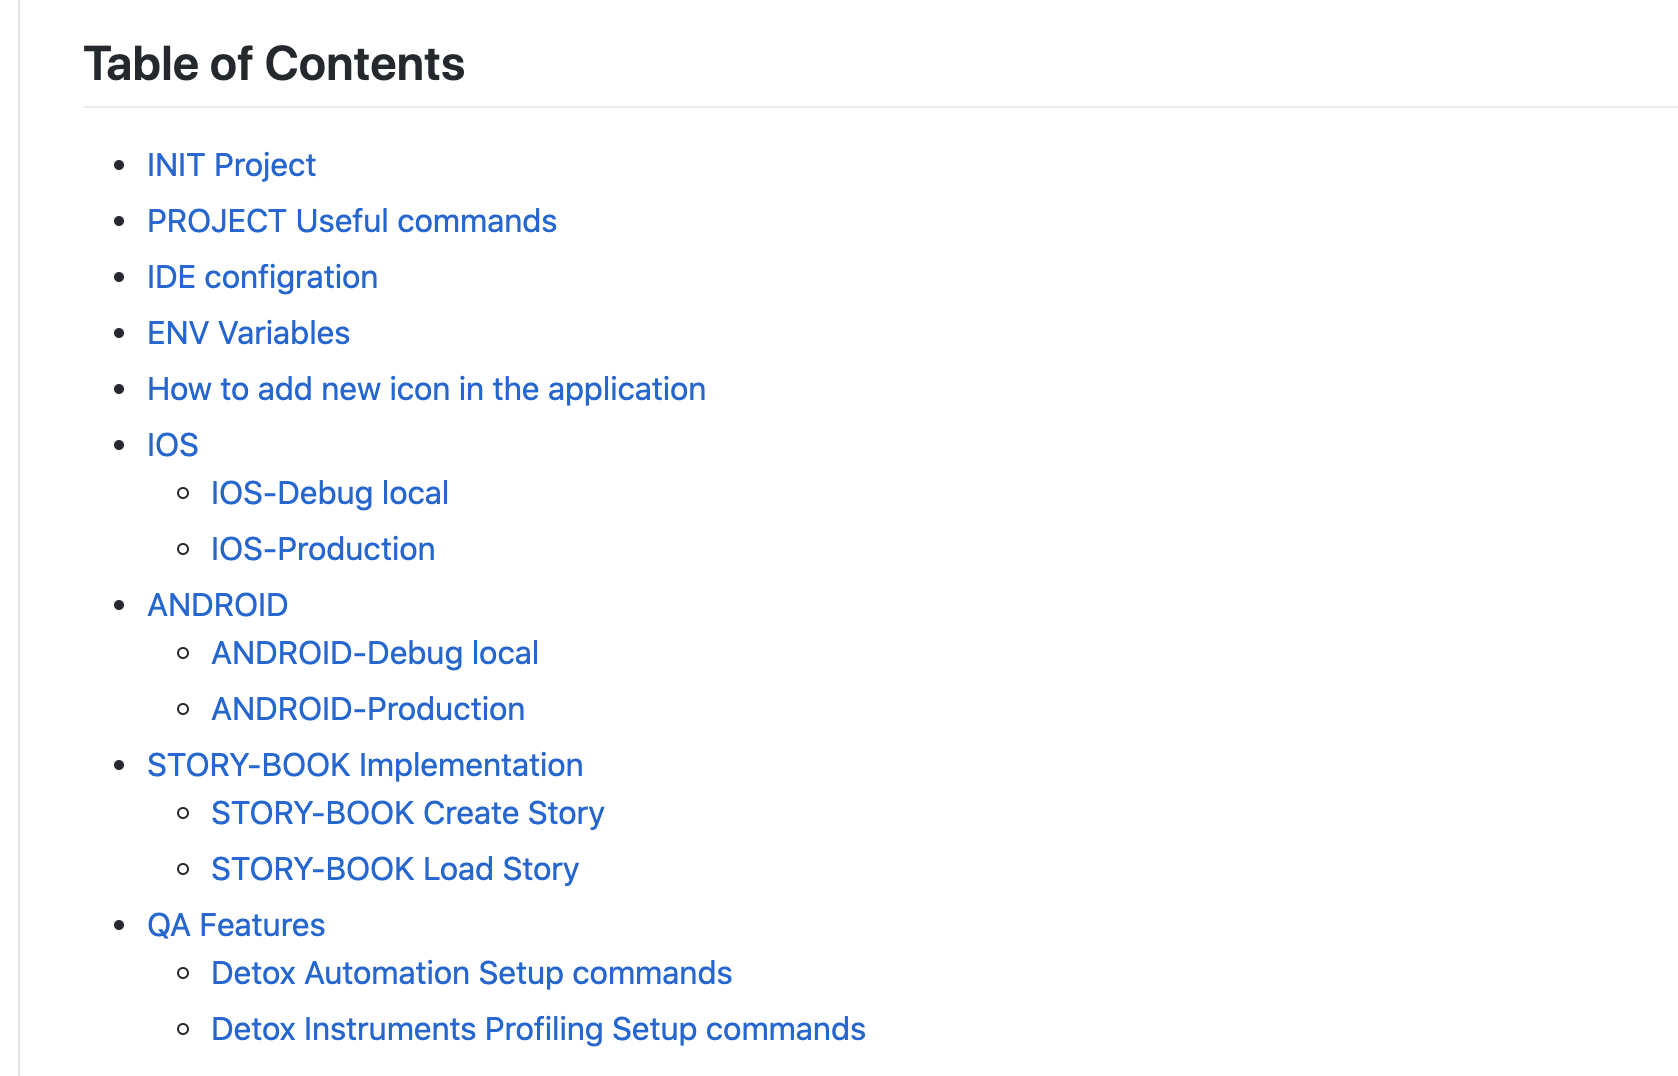 Table of Contents
INIT Project
PROJECT Useful commands
IDE configration
ENV Variables
How to add new icon in the application
IOS
IOS-Debug local
IOS-Production
ANDROID
ANDROID-Debug local
ANDROID-Production
STORY-BOOK Implementation
STORY-BOOK Create Story
STORY-BOOK Load Story
QA Features
Detox Automation Setup commands
Detox Instruments Profiling Setup commands